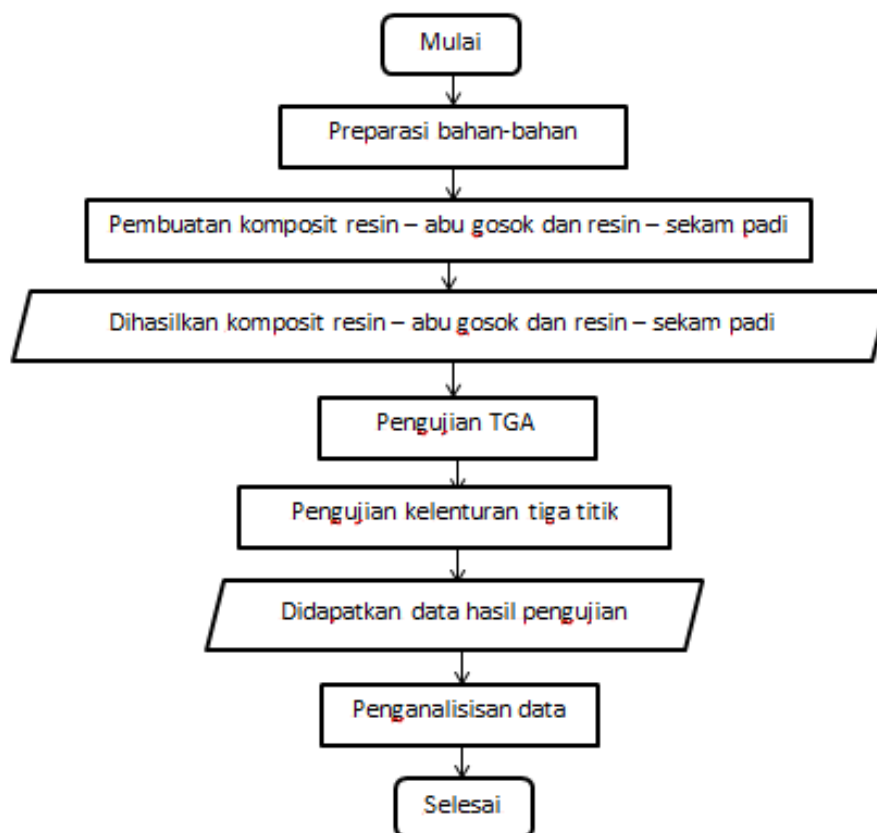 Mulai
Preparasi bahan-bahan
Pembuatan komposit resin – abu gosok dan resin – sekam padi
Dihasilkan komposit resin – abu gosok dan resin – sekam padi
Pengujian TGA
Pengujian kelenturan tiga titik
Didapatkan data hasil pengujian
Penganalisisan data
Selesai